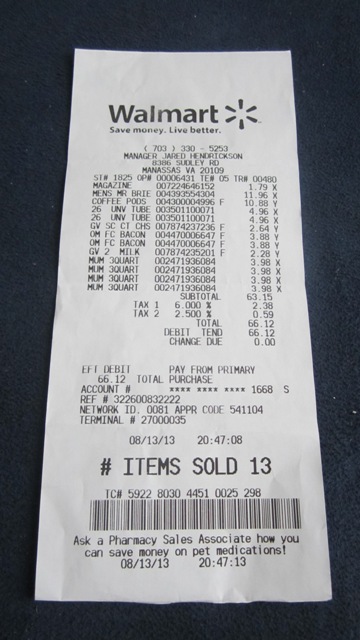 Walmart
Save money. Live better.
( 703 ) 330 - 5253
MANAGER JARED HENDRICKSON
8386 SUDLEY RD
MANASSAS VA 20109
ST# 1825 OP# 00006431 TE# 05 TR# 00480
MAGAZINE 007224646152 1.79 X
MENS MR BRIE 004393554304 11.96 X
COFFEE PODS 004300004996 F 10.88 Y
26 UNV TUBE 003501100071 4.96 X
26 UNV TUBE 003501100071 4.96 X
GV SC CT CHS 007874237236 F 2.64 Y
OM FC BACON 004470006647 F 3.88 Y
OM FC BACON 004470006647 F 3.88 Y
GV 2 MILK 007874235201 F 2.28 Y
MUM 3QUART 002471936084 3.98 X
MUM 3QUART 002471936084 3.98 X
MUM 3QUART 002471936084 3.98 X
MUM 3QUART 002471936084 3.98 X
SUBTOTAL 63.15
TAX 1 6.000 % 2.38
TAX 2 2.500 % 0.59
TOTAL 66.12
DEBIT TEND 66.12
CHANGE DUE 0.00
EFT DEBIT PAY FROM PRIMARY
66.12 TOTAL PURCHASE
ACCOUNT # **** **** **** 1668 S
REF # 322600832222
NETWORK ID. 0081 APPR CODE 541104
TERMINAL # 27000035
08/13/13 20:47:08
# ITEMS SOLD 13
TC# 5922 8030 4451 0025 298
Ask a Pharmacy Sales Associate how you
can save money on pet medications!
08/13/13 20:47:13